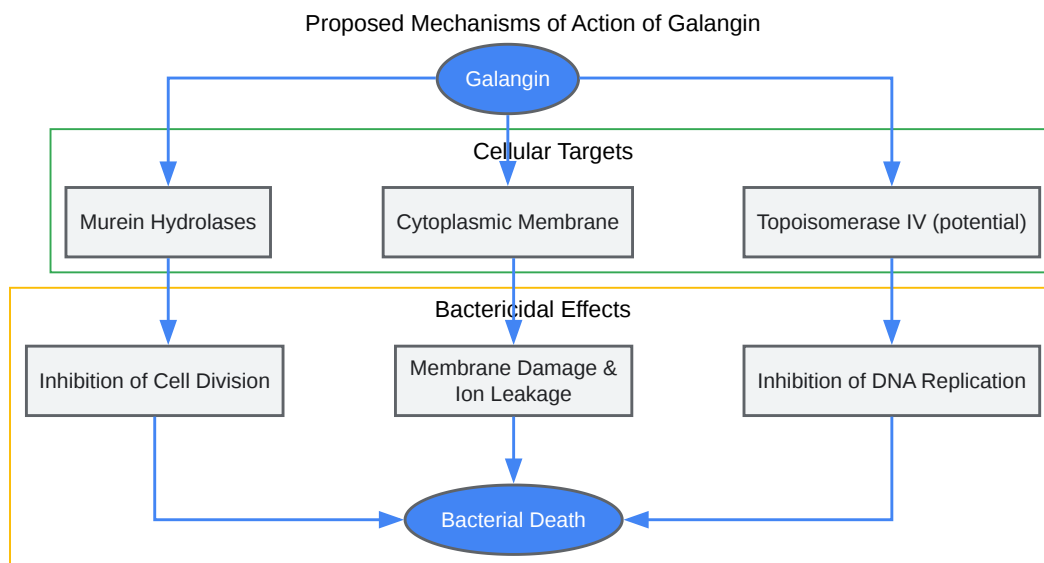 Proposed Mechanisms of Action of Galangin
Galangin
Cellular Targets
Murein Hydrolases
Cytoplasmic Membrane
Topoisomerase IV (potential)
Bactericidal Effects
Inhibition of Cell Division
Membrane Damage &
Ion Leakage
Inhibition of DNA Replication
Bacterial Death